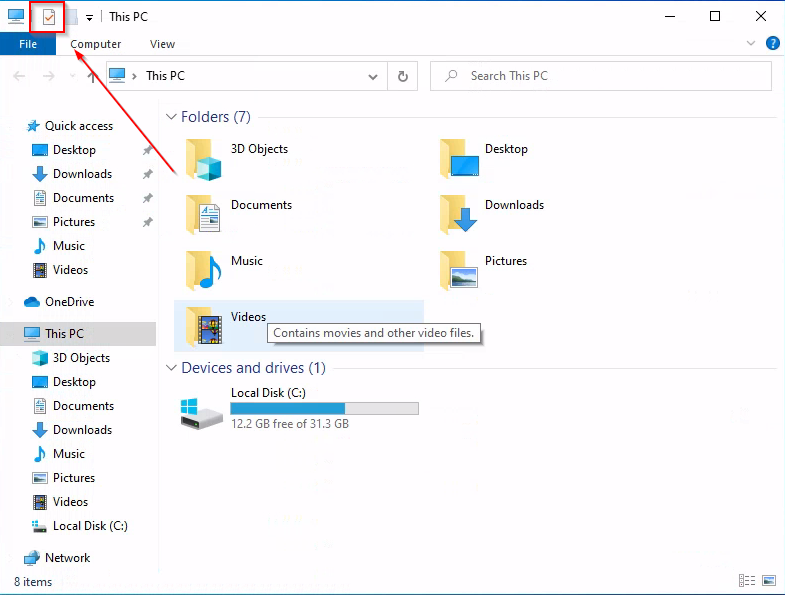 This PC
File
Computer
View
This PC
Search This PC
Quick access
Desktop
Downloads
Documents
Pictures
Music
Videos
OneDrive
This PC
3D Objects
Desktop
Documents
Downloads
Music
Pictures
Videos
Local Disk (C:)
Network
Folders (7)
3D Objects
Desktop
Documents
Downloads
Music
Pictures
Videos
Contains movies and other video files.
Devices and drives (1)
Local Disk (C:)
12.2 GB free of 31.3 GB
8 items